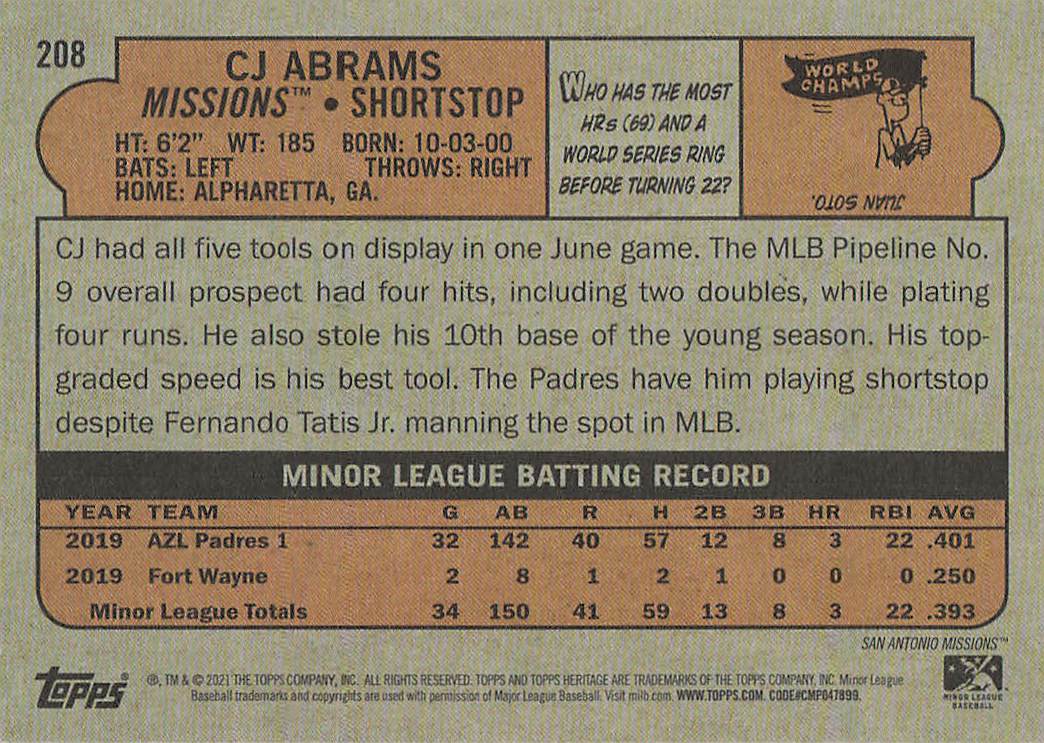 208
CJ ABRAMS
MISSIONS™ • SHORTSTOP
HT: 6'2" WT: 185 BORN: 10-03-00
BATS: LEFT THROWS: RIGHT
HOME: ALPHARETTA, GA.
WHO HAS THE MOST
HRs (69) AND A
WORLD SERIES RING
BEFORE TURNING 22?
WORLD
CHAMPS
JUAN SOTO.
CJ had all five tools on display in one June game. The MLB Pipeline No.
9 overall prospect had four hits, including two doubles, while plating
four runs. He also stole his 10th base of the young season. His top-
graded speed is his best tool. The Padres have him playing shortstop
despite Fernando Tatis Jr. manning the spot in MLB.
MINOR LEAGUE BATTING RECORD
YEAR TEAM G AB R H 2B 3B HR RBI AVG
2019 AZL Padres 1 32 142 40 57 12 8 3 22 .401
2019 Fort Wayne 2 8 1 2 1 0 0 0 .250
Minor League Totals 34 150 41 59 13 8 3 22 .393
SAN ANTONIO MISSIONS™
topps®
®, TM & © 2021 THE TOPPS COMPANY, INC. ALL RIGHTS RESERVED. TOPPS AND TOPPS HERITAGE ARE TRADEMARKS OF THE TOPPS COMPANY, INC. Minor League
Baseball trademarks and copyrights are used with permission of Major League Baseball. Visit milb.com. WWW.TOPPS.COM. CODE#CMP047899.
MINOR LEAGUE
BASEBALL